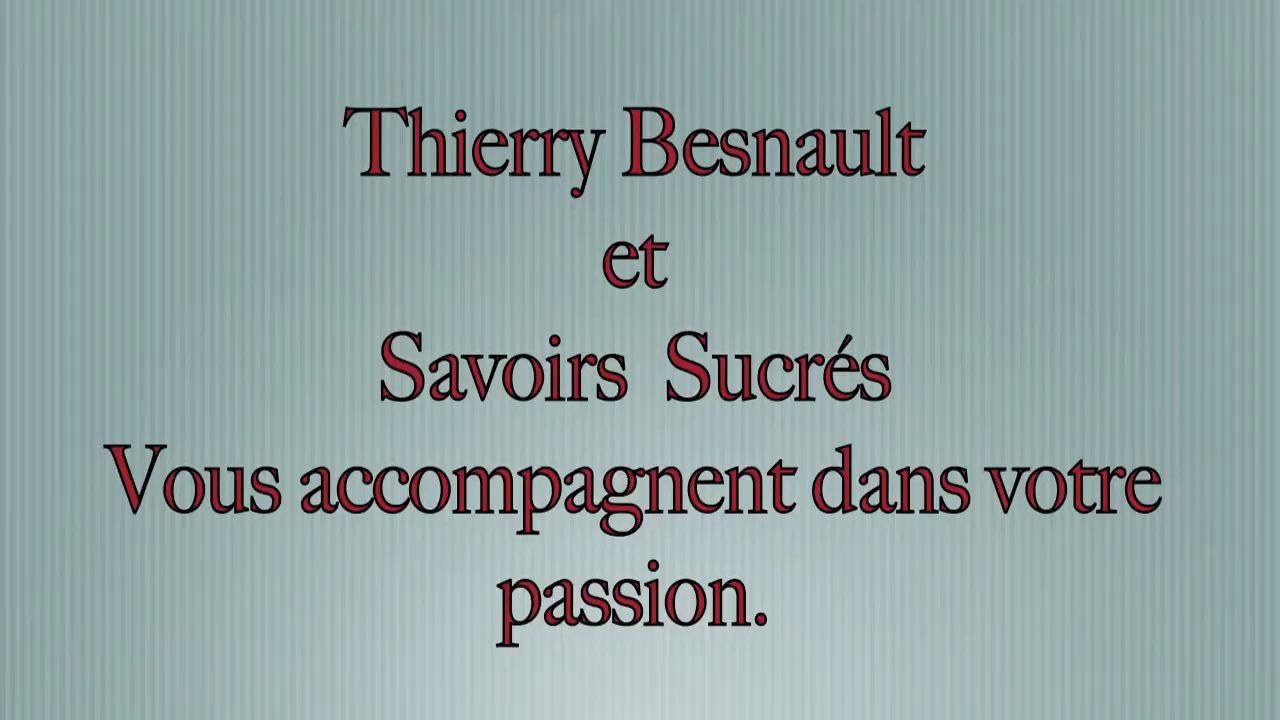 Thierry Besnault
et
Savoirs Sucrés
Vous accompagnent dans votre
passion.